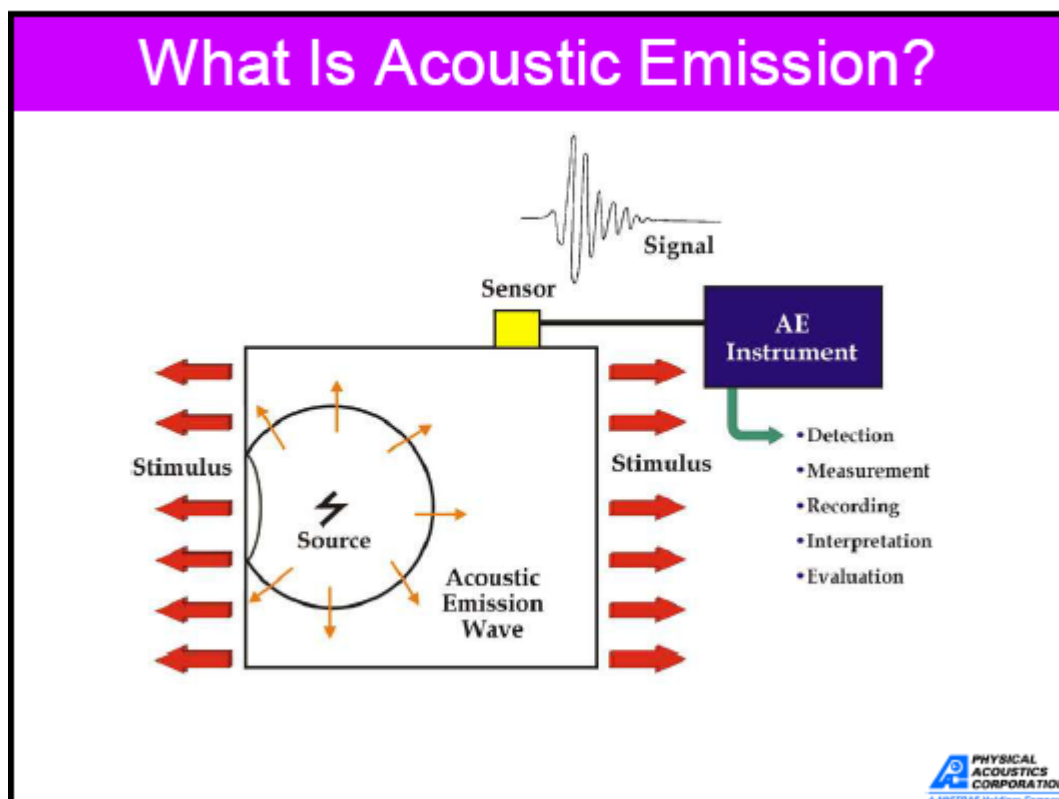 What Is Acoustic Emission?
Signal
Sensor
AE
Instrument
Stimulus
Stimulus
Source
Acoustic
Emission
Wave
• Detection
• Measurement
• Recording
• Interpretation
• Evaluation
PHYSICAL
ACOUSTICS
CORPORATION